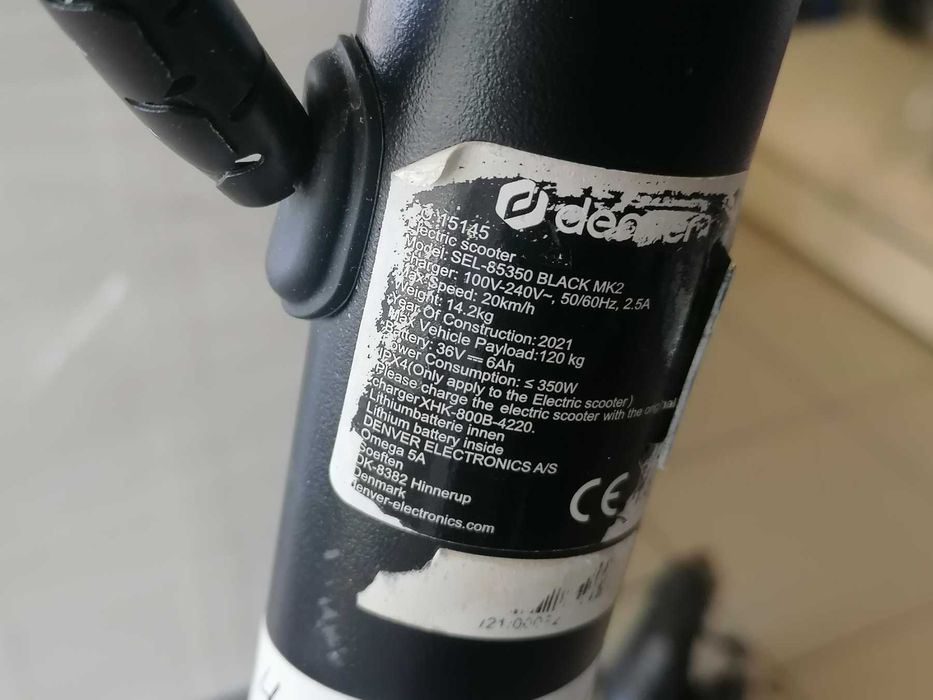 denver
15145
Electric scooter
Model: SEL-85350 BLACK MK2
Charger: 100V-240V~, 50/60Hz, 2.5A
Max Speed: 20km/h
Weight: 14.2kg
Year Of Construction: 2021
Max Vehicle Payload:120 kg
Battery: 36V⎓6Ah
Power Consumption: ≤ 350W
IPX4(Only apply to the Electric scooter)
Please charge the electric scooter with the original
chargerXHK-800B-4220.
Lithiumbatterie innen
Lithium battery inside
DENVER ELECTRONICS A/S
Omega 5A
Soeften
DK-8382 Hinnerup
Denmark
denver-electronics.com
CE